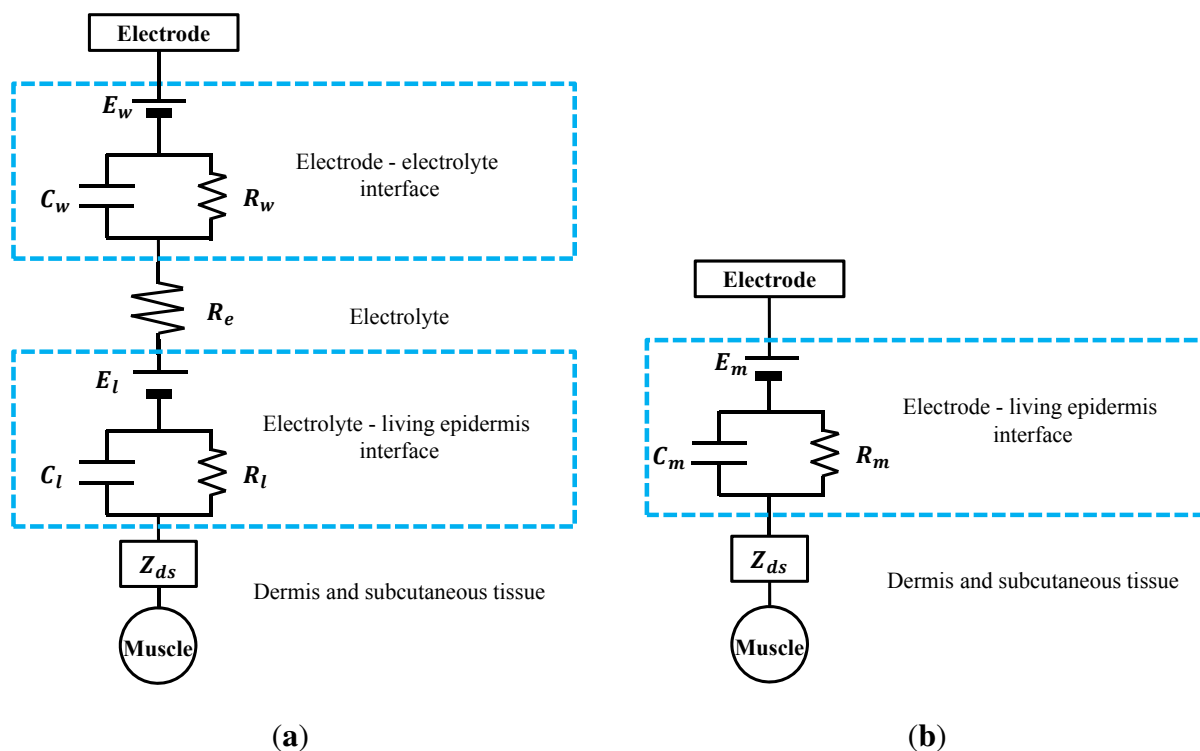 Electrode
E_w
Electrode - electrolyte
interface
C_w
R_w
R_e
Electrolyte
E_l
Electrolyte - living epidermis
interface
C_l
R_l
Z_ds
Dermis and subcutaneous tissue
Muscle
(a)
Electrode
E_m
Electrode - living epidermis
interface
C_m
R_m
Z_ds
Dermis and subcutaneous tissue
Muscle
(b)